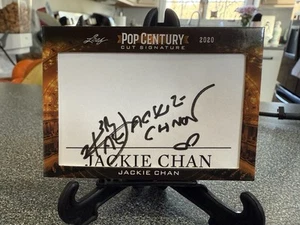 Leaf
POP CENTURY
CUT SIGNATURE
2020
JACKIE
CHAN
JACKIE CHAN
JACKIE CHAN